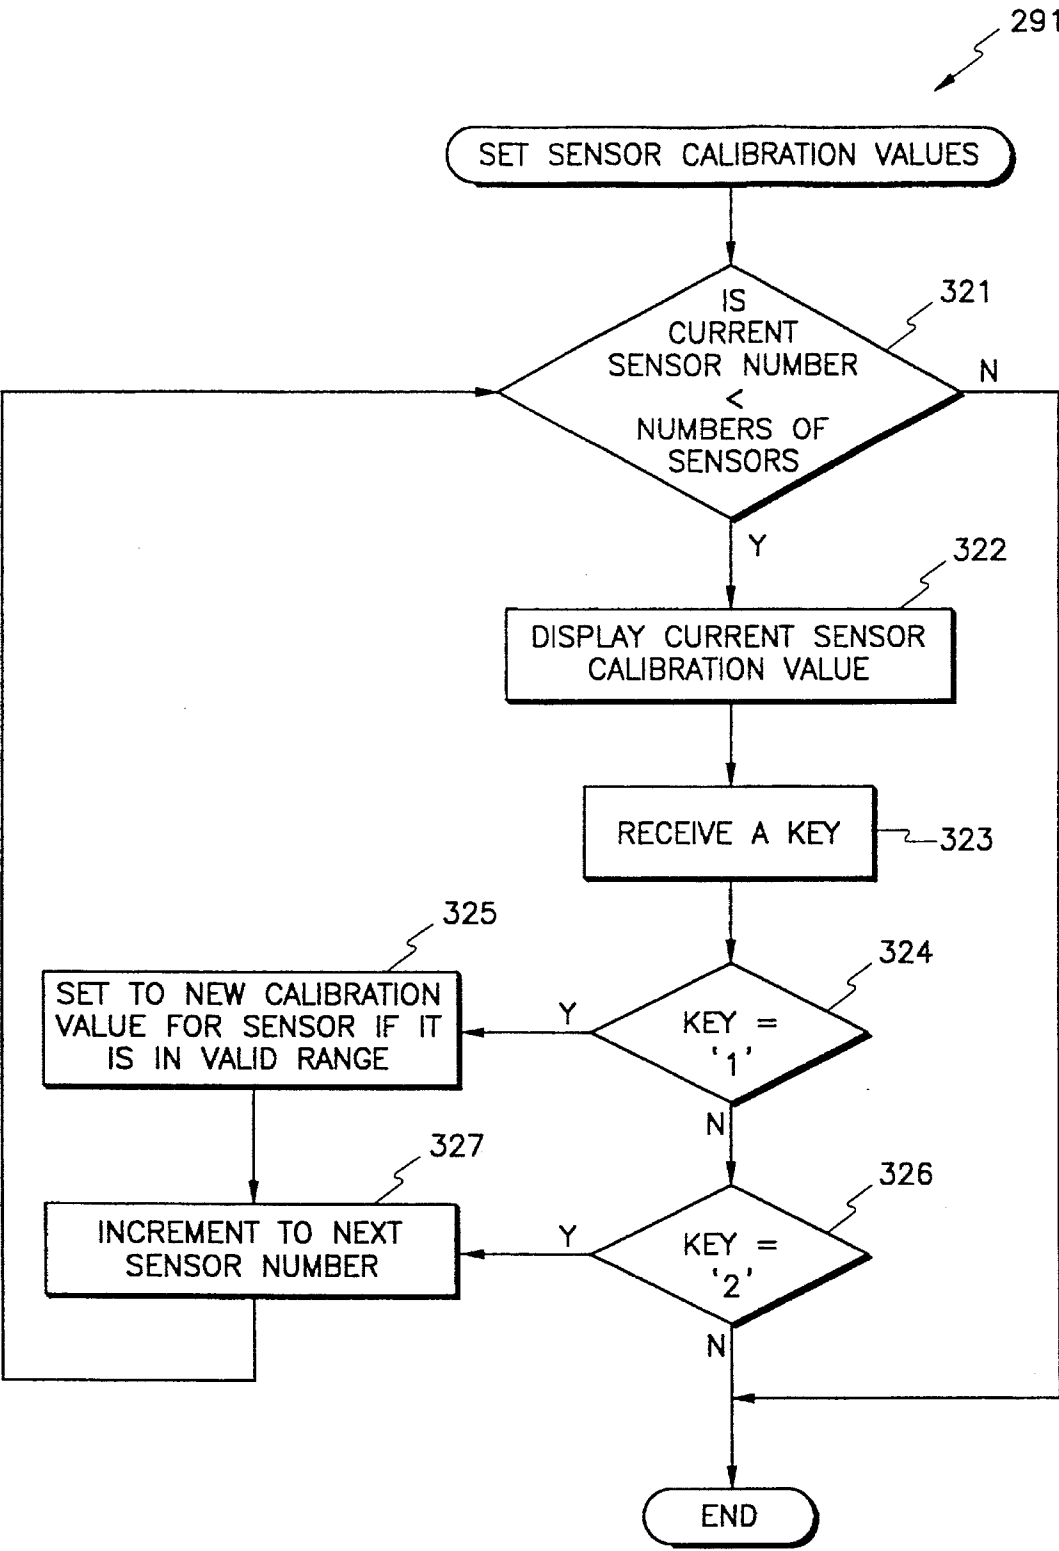 291
SET SENSOR CALIBRATION VALUES
IS
CURRENT
SENSOR NUMBER
<
NUMBERS OF
SENSORS
321
N
Y
322
DISPLAY CURRENT SENSOR
CALIBRATION VALUE
RECEIVE A KEY
323
325
SET TO NEW CALIBRATION
VALUE FOR SENSOR IF IT
IS IN VALID RANGE
Y
324
KEY =
'1'
N
327
INCREMENT TO NEXT
SENSOR NUMBER
Y
326
KEY =
'2'
N
END